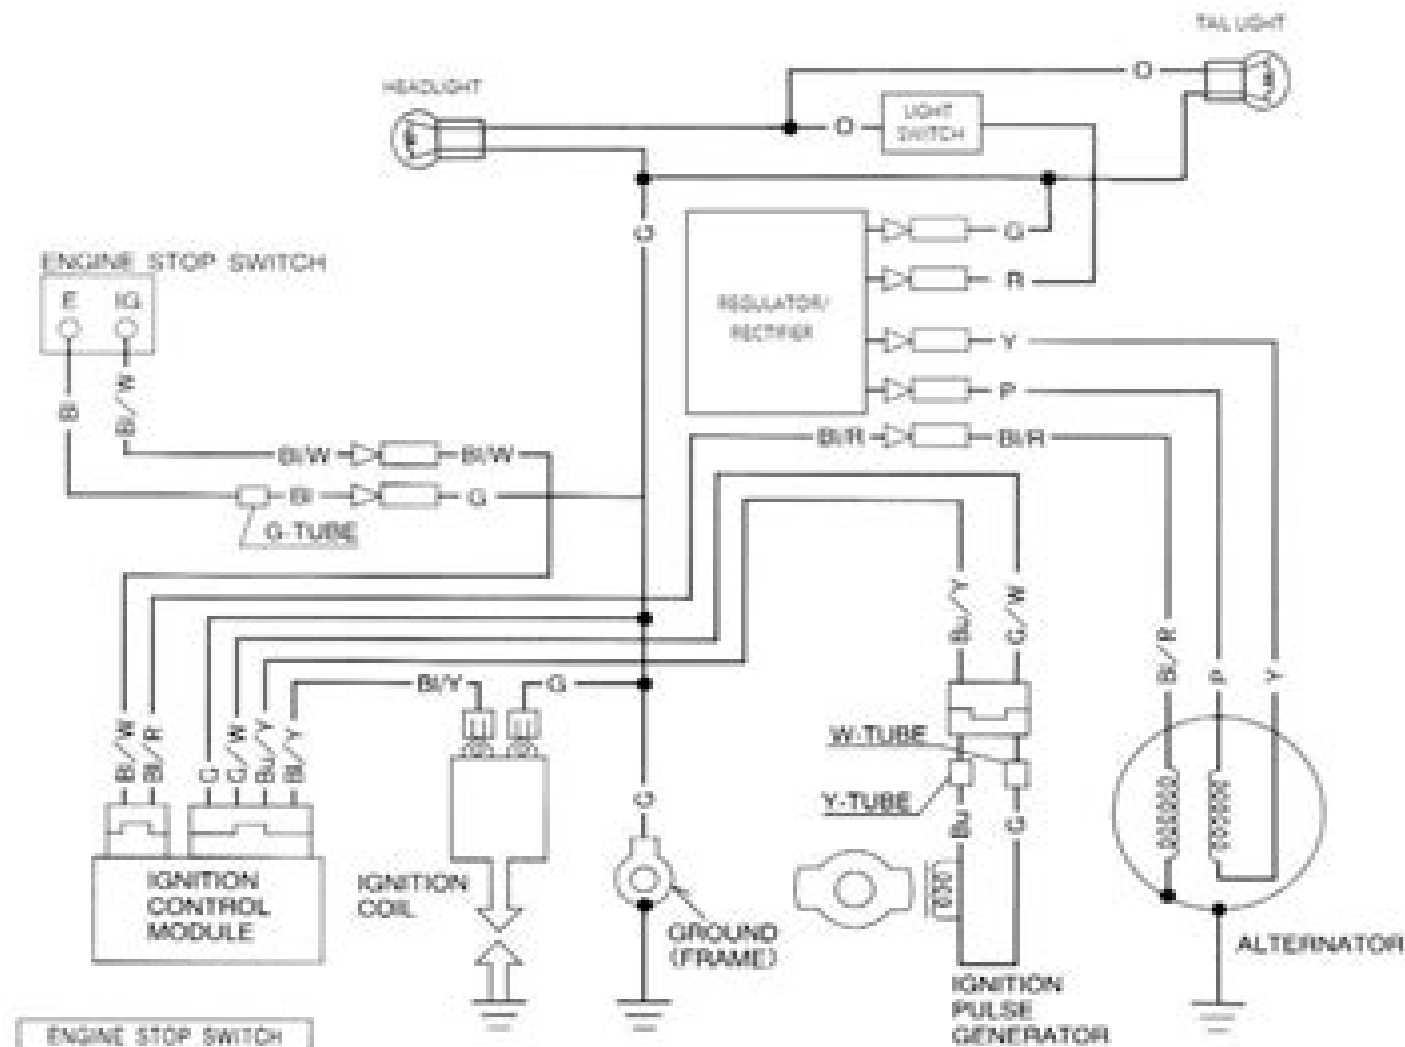 TAIL LIGHT
HEADLIGHT
O
O
LIGHT
SWITCH
G
G
R
ENGINE STOP SWITCH
E IG
REGULATOR/
RECTIFIER
Y
P
Bl
Bl/W
Bl/R
Bl/R
Bl/W
Bl/W
Bl
G
G-TUBE
Bu/Y
G/W
Bl/R
P
Y
Bl/Y
G
Bl/W
Bl/R
G
G/W
Bu/Y
Bl/Y
W-TUBE
Y-TUBE
G
Bu
G
IGNITION
CONTROL
MODULE
IGNITION
COIL
GROUND
(FRAME)
ALTERNATOR
IGNITION
PULSE
GENERATOR
ENGINE STOP SWITCH